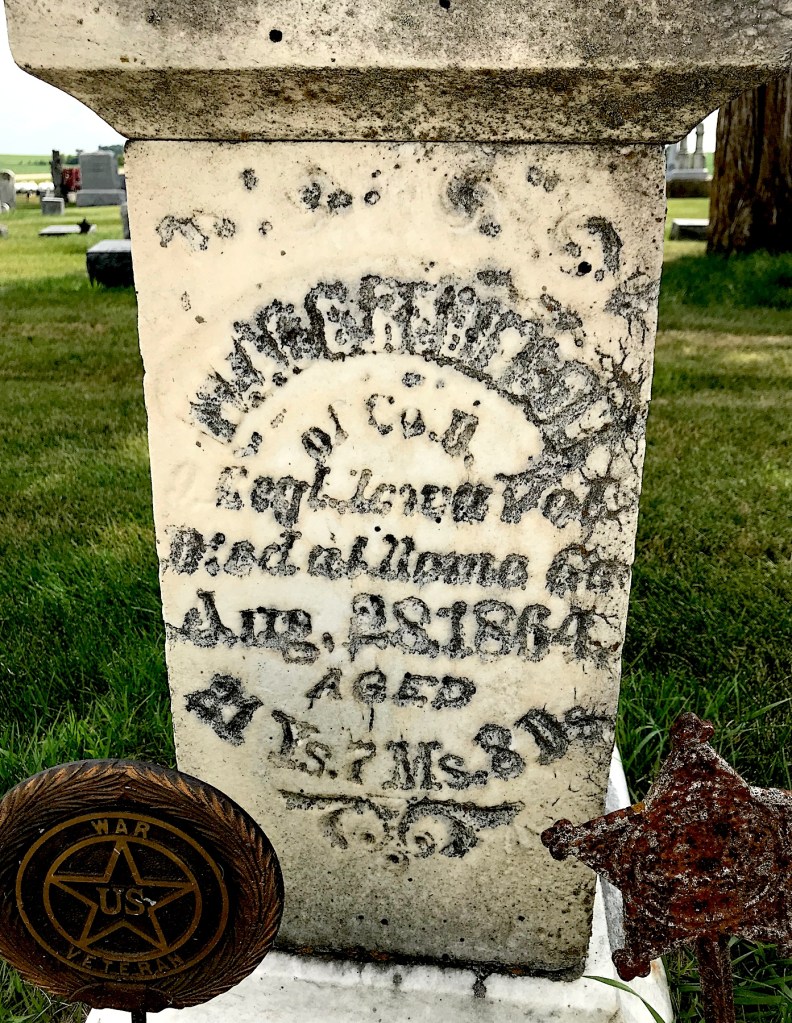 Of Co. D.
Regt. Iowa Vol.
Died at Rome Ga.
Aug. 28, 1864.
AGED
21 Ys. 7 Ms. 8 Ds.
WAR
US
VETERAN